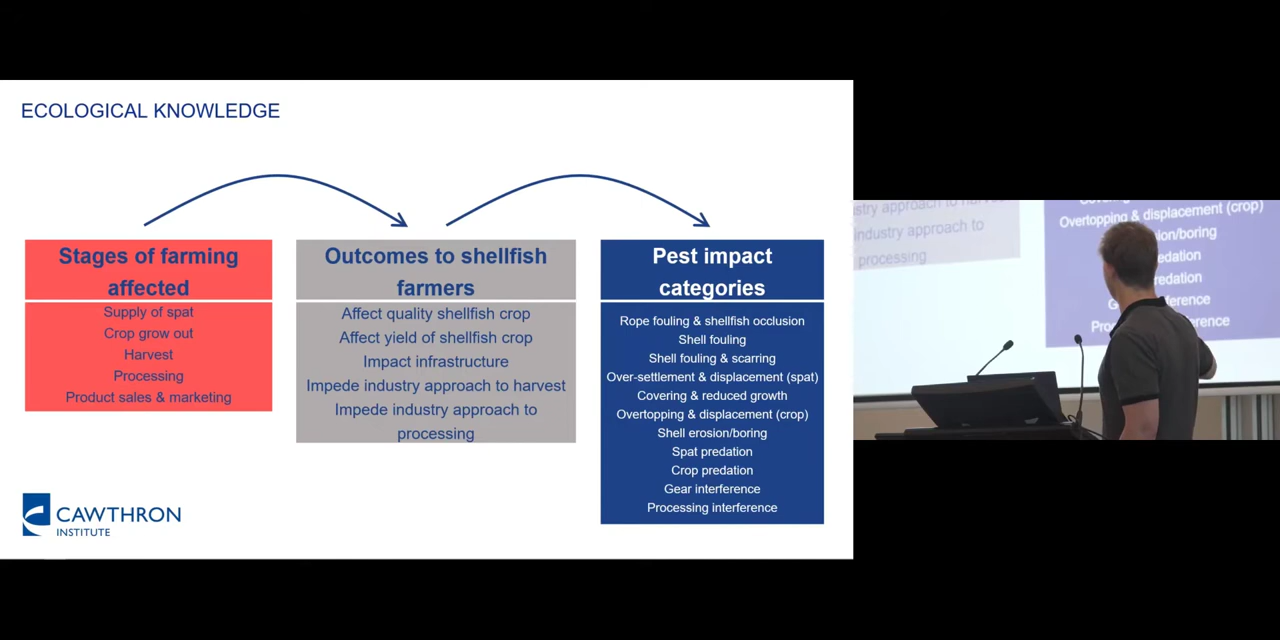 ECOLOGICAL KNOWLEDGE
Stages of farming
affected
Supply of spat
Crop grow out
Harvest
Processing
Product sales & marketing
Outcomes to shellfish
farmers
Affect quality shellfish crop
Affect yield of shellfish crop
Impact infrastructure
Impede industry approach to harvest
Impede industry approach to
processing
Pest impact
categories
Rope fouling & shellfish occlusion
Shell fouling
Shell fouling & scarring
Over-settlement & displacement (spat)
Covering & reduced growth
Overtopping & displacement (crop)
Shell erosion/boring
Spat predation
Crop predation
Gear interference
Processing interference
CAWTHRON
INSTITUTE
industry approach to
processing
Overtopping & displacement (crop)